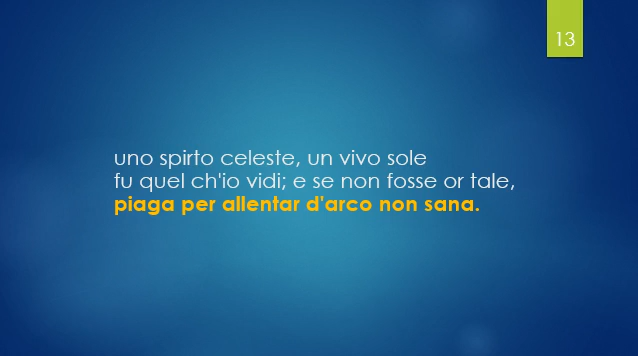 13
uno spirto celeste, un vivo sole
fu quel ch'io vidi; e se non fosse or tale,
piaga per allentar d'arco non sana.